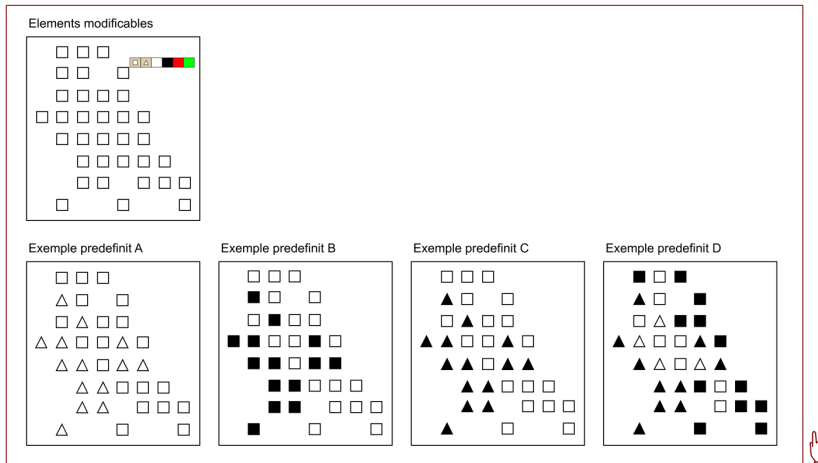 Elements modificables
Exemple predefinit A
Exemple predefinit B
Exemple predefinit C
Exemple predefinit D